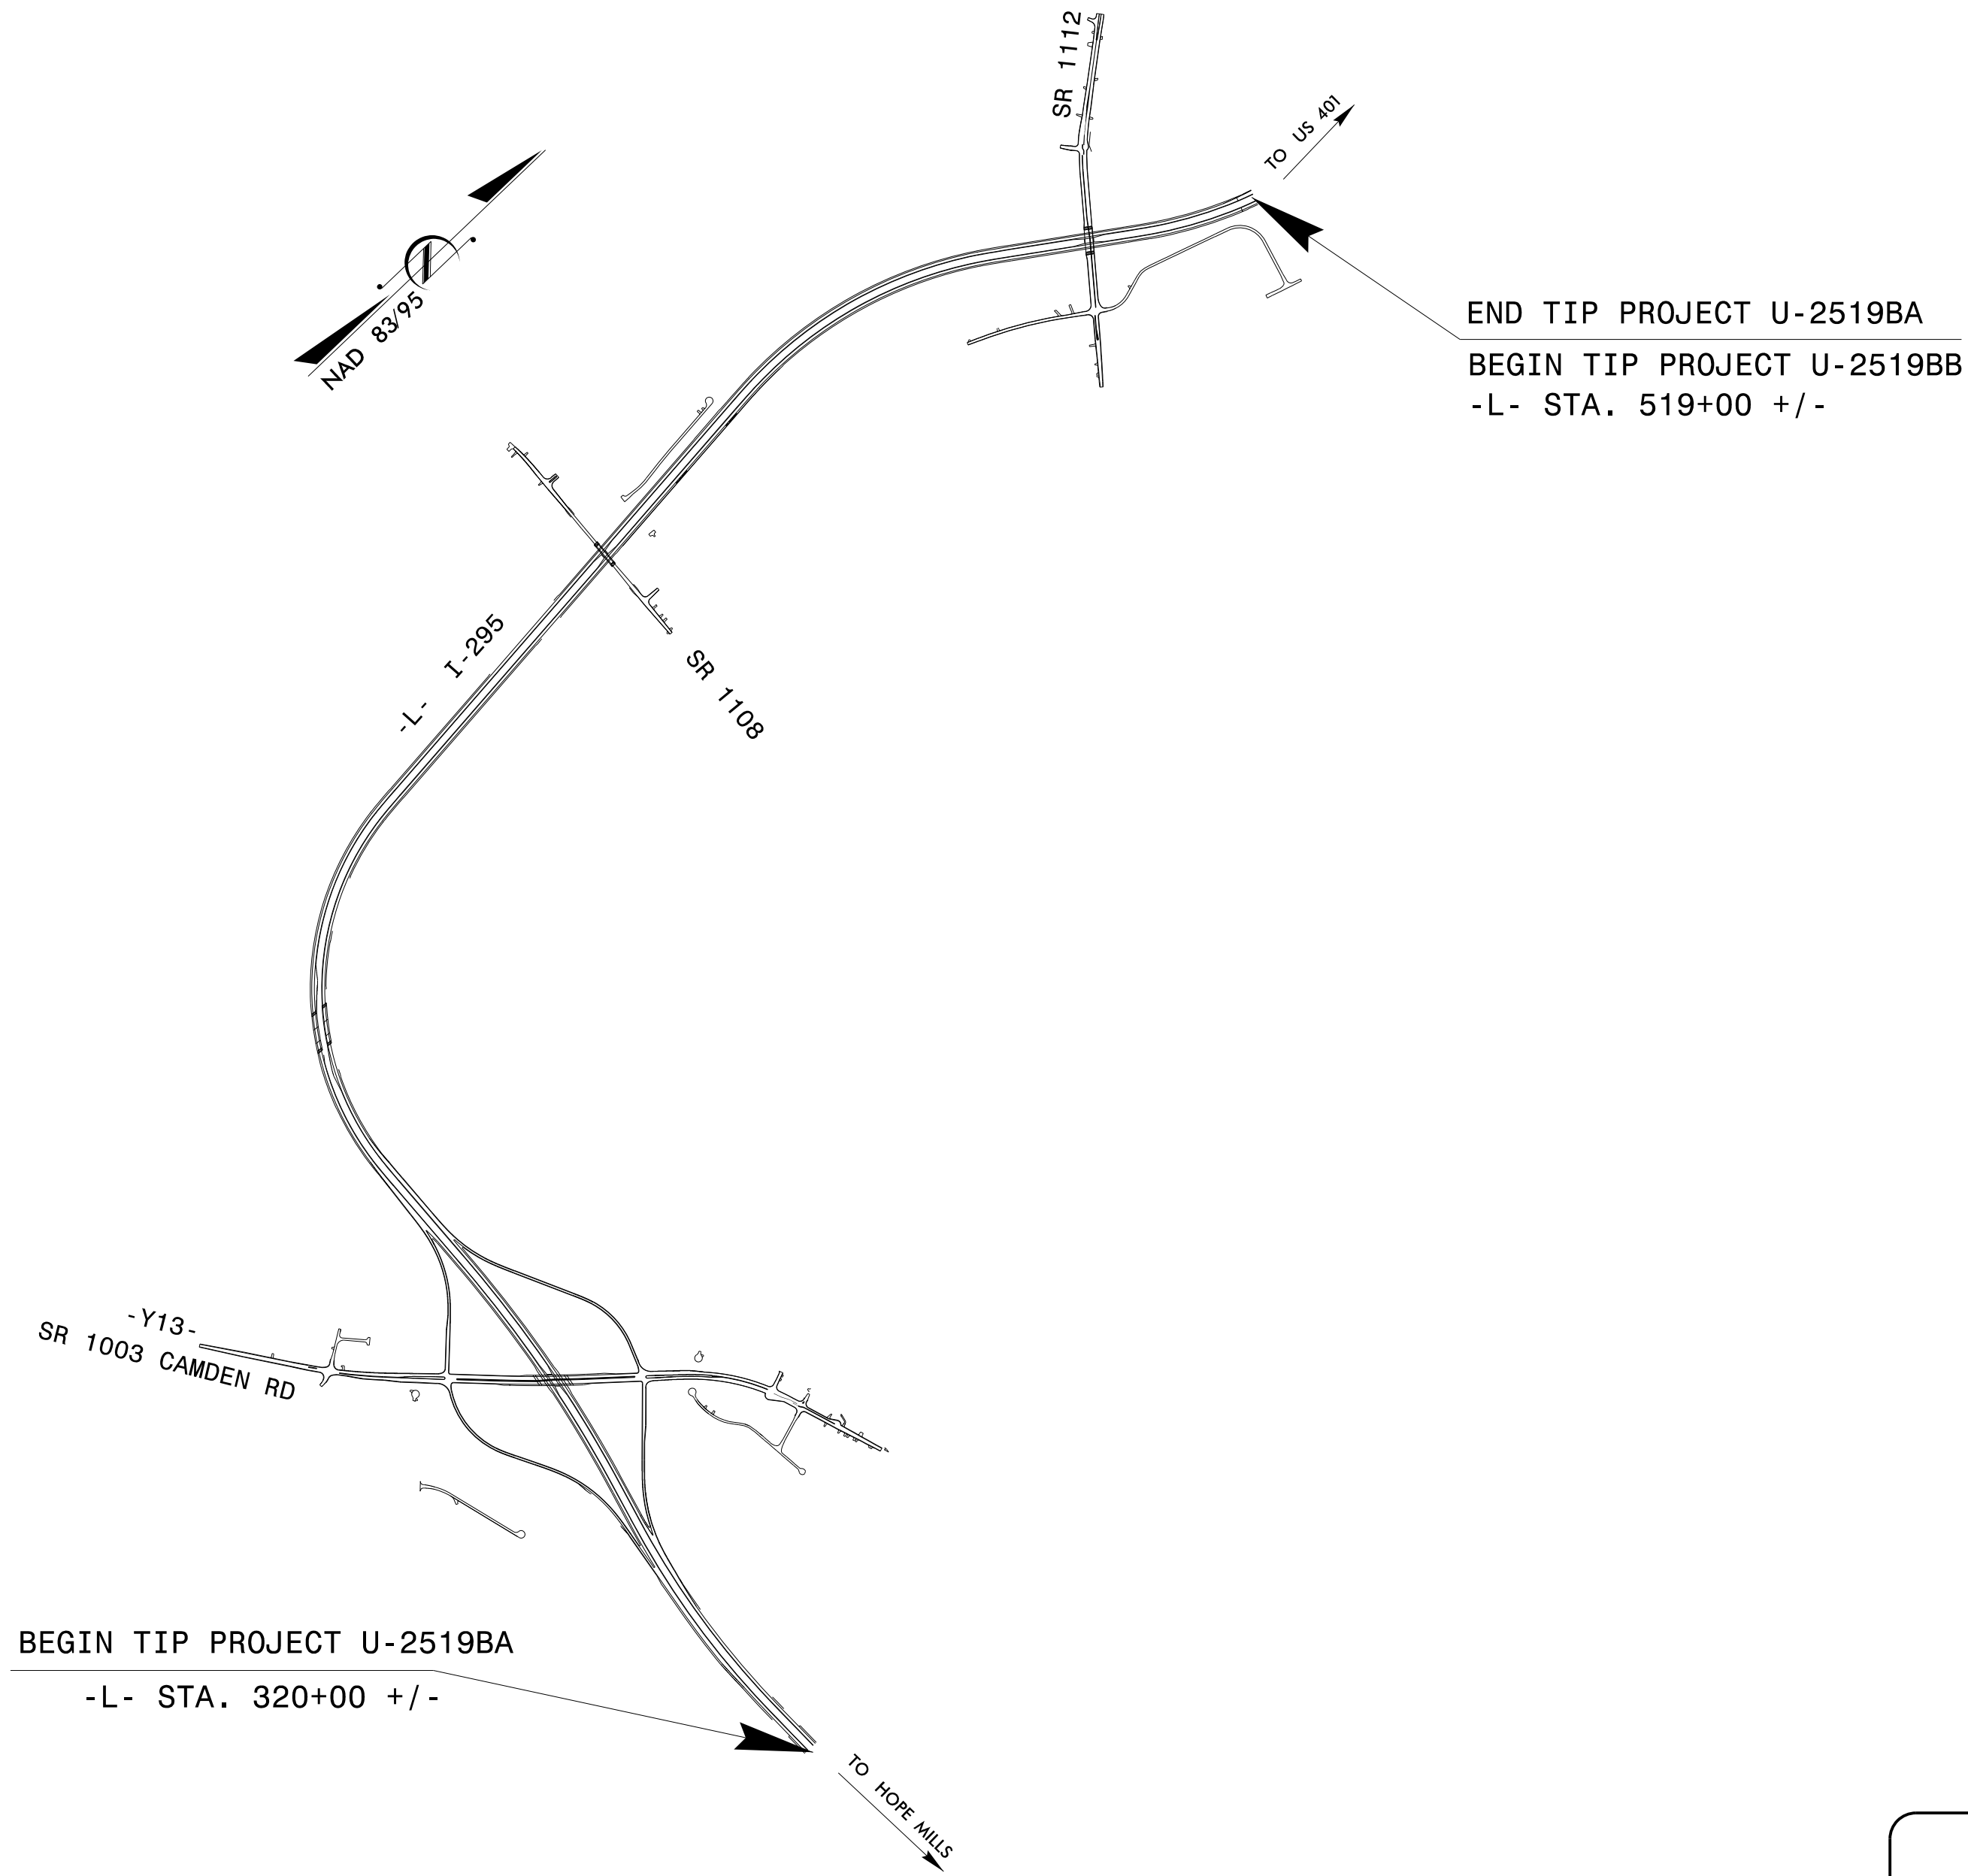 SR 1112
TO US 401
NAD 83/95
END TIP PROJECT U-2519BA
BEGIN TIP PROJECT U-2519BB
-L- STA. 519+00 +/-
-L- I-295
SR 1108
-Y13-
SR 1003 CAMDEN RD
BEGIN TIP PROJECT U-2519BA
-L- STA. 320+00 +/-
TO HOPE MILLS